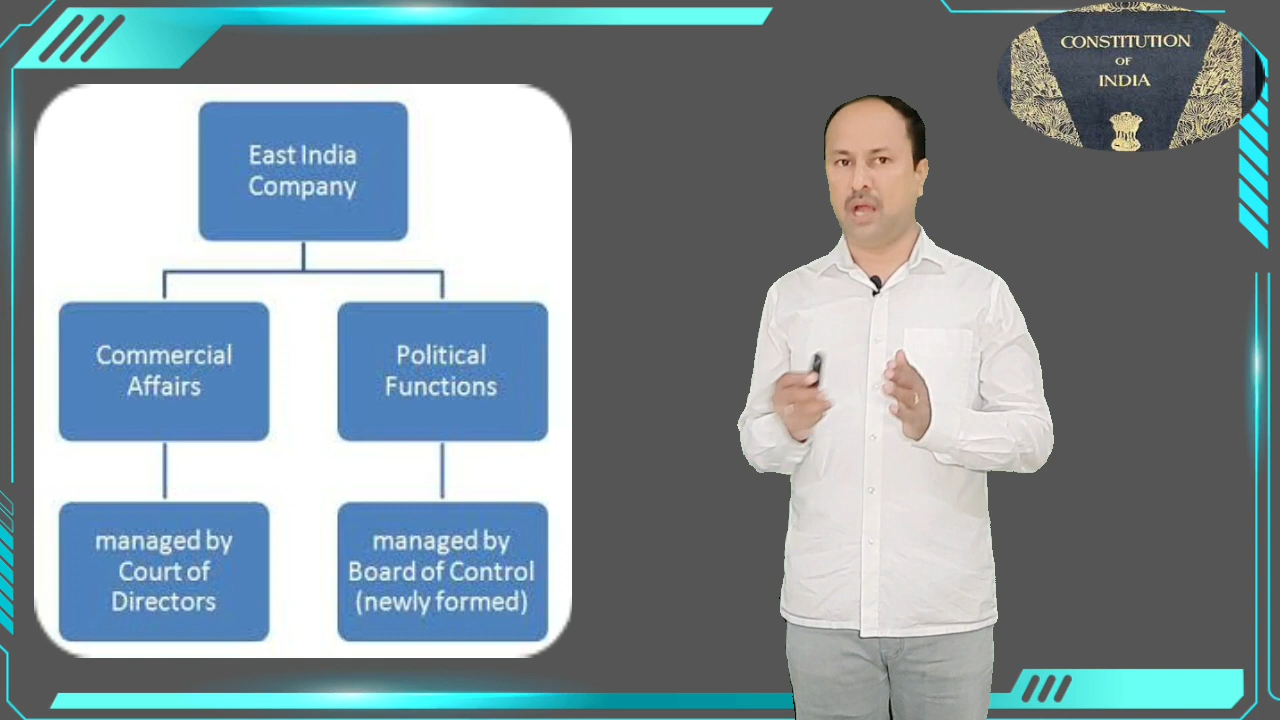 East India
Company
Commercial
Affairs
Political
Functions
managed by
Court of
Directors
managed by
Board of Control
(newly formed)
CONSTITUTION
OF
INDIA